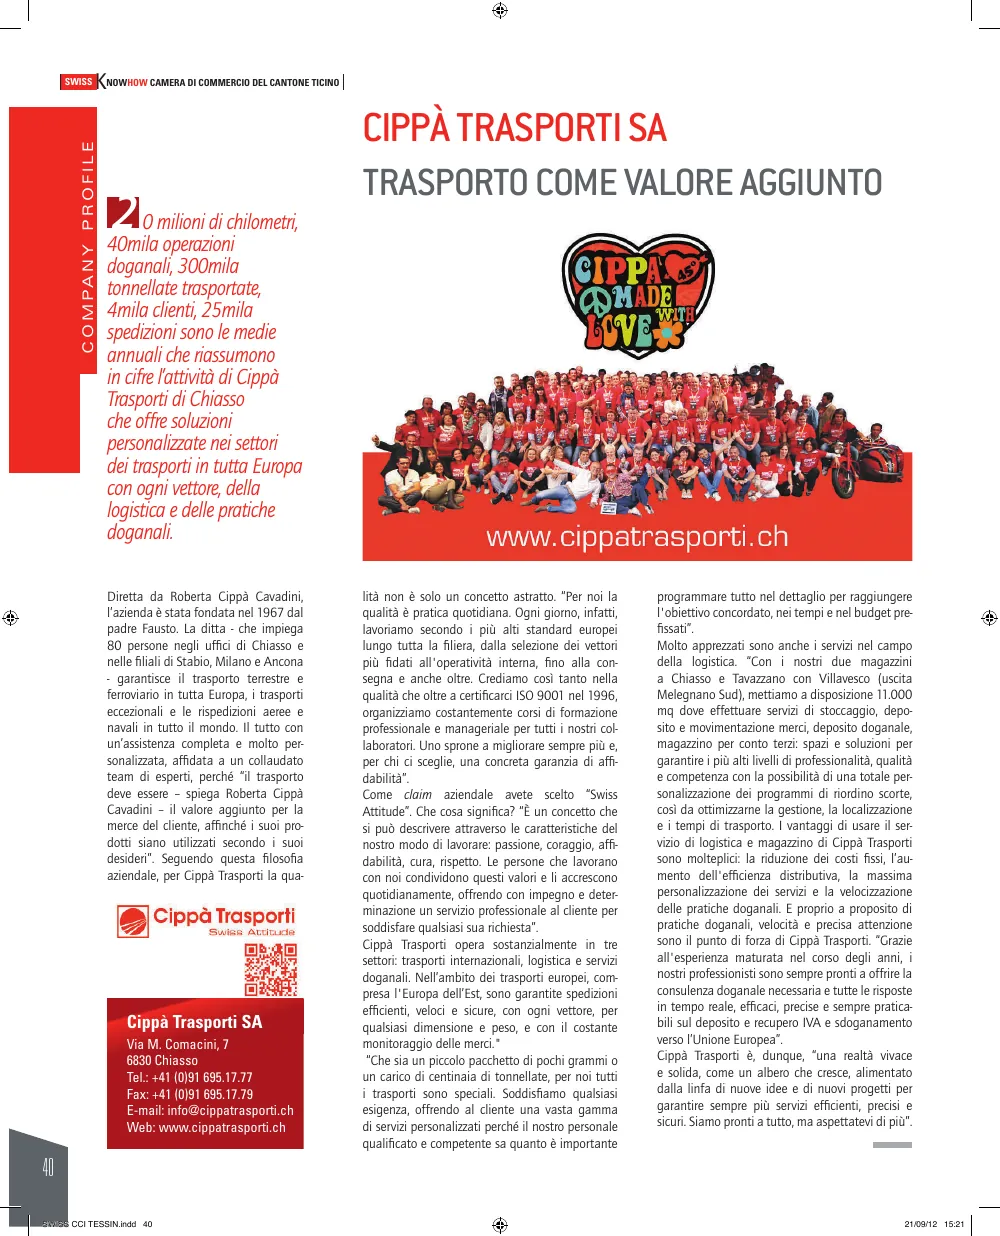 SWISS KNOWHOW CAMERA DI COMMERCIO DEL CANTONE TICINO
COMPANY PROFILE
CIPPÀ TRASPORTI SA
TRASPORTO COME VALORE AGGIUNTO
20 milioni di chilometri,
40mila operazioni
doganali, 300mila
tonnellate trasportate,
4mila clienti, 25mila
spedizioni sono le medie
annuali che riassumono
in cifre l'attività di Cippà
Trasporti di Chiasso
che offre soluzioni
personalizzate nei settori
dei trasporti in tutta Europa
con ogni vettore, della
logistica e delle pratiche
doganali.
CIPPA
45°
MADE
WITH
LOVE
www.cippatrasporti.ch
Diretta da Roberta Cippà Cavadini,
l'azienda è stata fondata nel 1967 dal
padre Fausto. La ditta - che impiega
80 persone negli uffici di Chiasso e
nelle filiali di Stabio, Milano e Ancona
- garantisce il trasporto terrestre e
ferroviario in tutta Europa, i trasporti
eccezionali e le rispedizioni aeree e
navali in tutto il mondo. Il tutto con
un'assistenza completa e molto per-
sonalizzata, affidata a un collaudato
team di esperti, perché "il trasporto
deve essere – spiega Roberta Cippà
Cavadini – il valore aggiunto per la
merce del cliente, affinché i suoi pro-
dotti siano utilizzati secondo i suoi
desideri". Seguendo questa filosofia
aziendale, per Cippà Trasporti la qua-
Cippà Trasporti
Swiss Attitude
Cippà Trasporti SA
Via M. Comacini, 7
6830 Chiasso
Tel.: +41 (0)91 695.17.77
Fax: +41 (0)91 695.17.79
E-mail: info@cippatrasporti.ch
Web: www.cippatrasporti.ch
lità non è solo un concetto astratto. "Per noi la
qualità è pratica quotidiana. Ogni giorno, infatti,
lavoriamo secondo i più alti standard europei
lungo tutta la filiera, dalla selezione dei vettori
più fidati all'operatività interna, fino alla con-
segna e anche oltre. Crediamo così tanto nella
qualità che oltre a certificarci ISO 9001 nel 1996,
organizziamo costantemente corsi di formazione
professionale e manageriale per tutti i nostri col-
laboratori. Uno sprone a migliorare sempre più e,
per chi ci sceglie, una concreta garanzia di affi-
dabilità".
Come claim aziendale avete scelto "Swiss
Attitude". Che cosa significa? "È un concetto che
si può descrivere attraverso le caratteristiche del
nostro modo di lavorare: passione, coraggio, affi-
dabilità, cura, rispetto. Le persone che lavorano
con noi condividono questi valori e li accrescono
quotidianamente, offrendo con impegno e deter-
minazione un servizio professionale al cliente per
soddisfare qualsiasi sua richiesta".
Cippà Trasporti opera sostanzialmente in tre
settori: trasporti internazionali, logistica e servizi
doganali. Nell'ambito dei trasporti europei, com-
presa l'Europa dell'Est, sono garantite spedizioni
efficienti, veloci e sicure, con ogni vettore, per
qualsiasi dimensione e peso, e con il costante
monitoraggio delle merci."
"Che sia un piccolo pacchetto di pochi grammi o
un carico di centinaia di tonnellate, per noi tutti
i trasporti sono speciali. Soddisfiamo qualsiasi
esigenza, offrendo al cliente una vasta gamma
di servizi personalizzati perché il nostro personale
qualificato e competente sa quanto è importante
programmare tutto nel dettaglio per raggiungere
l'obiettivo concordato, nei tempi e nel budget pre-
fissati".
Molto apprezzati sono anche i servizi nel campo
della logistica. "Con i nostri due magazzini
a Chiasso e Tavazzano con Villavesco (uscita
Melegnano Sud), mettiamo a disposizione 11.000
mq dove effettuare servizi di stoccaggio, depo-
sito e movimentazione merci, deposito doganale,
magazzino per conto terzi: spazi e soluzioni per
garantire i più alti livelli di professionalità, qualità
e competenza con la possibilità di una totale per-
sonalizzazione dei programmi di riordino scorte,
così da ottimizzarne la gestione, la localizzazione
e i tempi di trasporto. I vantaggi di usare il ser-
vizio di logistica e magazzino di Cippà Trasporti
sono molteplici: la riduzione dei costi fissi, l'au-
mento dell'efficienza distributiva, la massima
personalizzazione dei servizi e la velocizzazione
delle pratiche doganali. E proprio a proposito di
pratiche doganali, velocità e precisa attenzione
sono il punto di forza di Cippà Trasporti. "Grazie
all'esperienza maturata nel corso degli anni, i
nostri professionisti sono sempre pronti a offrire la
consulenza doganale necessaria e tutte le risposte
in tempo reale, efficaci, precise e sempre pratica-
bili sul deposito e recupero IVA e sdoganamento
verso l'Unione Europea".
Cippà Trasporti è, dunque, "una realtà vivace
e solida, come un albero che cresce, alimentato
dalla linfa di nuove idee e di nuovi progetti per
garantire sempre più servizi efficienti, precisi e
sicuri. Siamo pronti a tutto, ma aspettatevi di più".
40
SWISS CCI TESSIN.indd 40
21/09/12 15:21